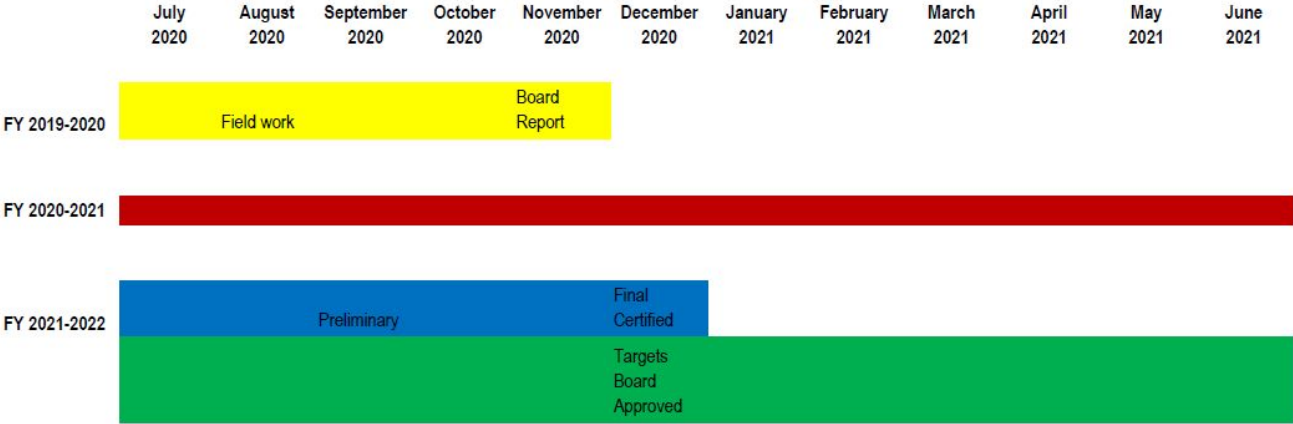 July August September October November December January February March April May June
2020 2020 2020 2020 2020 2020 2021 2021 2021 2021 2021 2021
Board
FY 2019-2020 Field work Report
FY 2020-2021
Final
FY 2021-2022 Preliminary Certified
Targets
Board
Approved